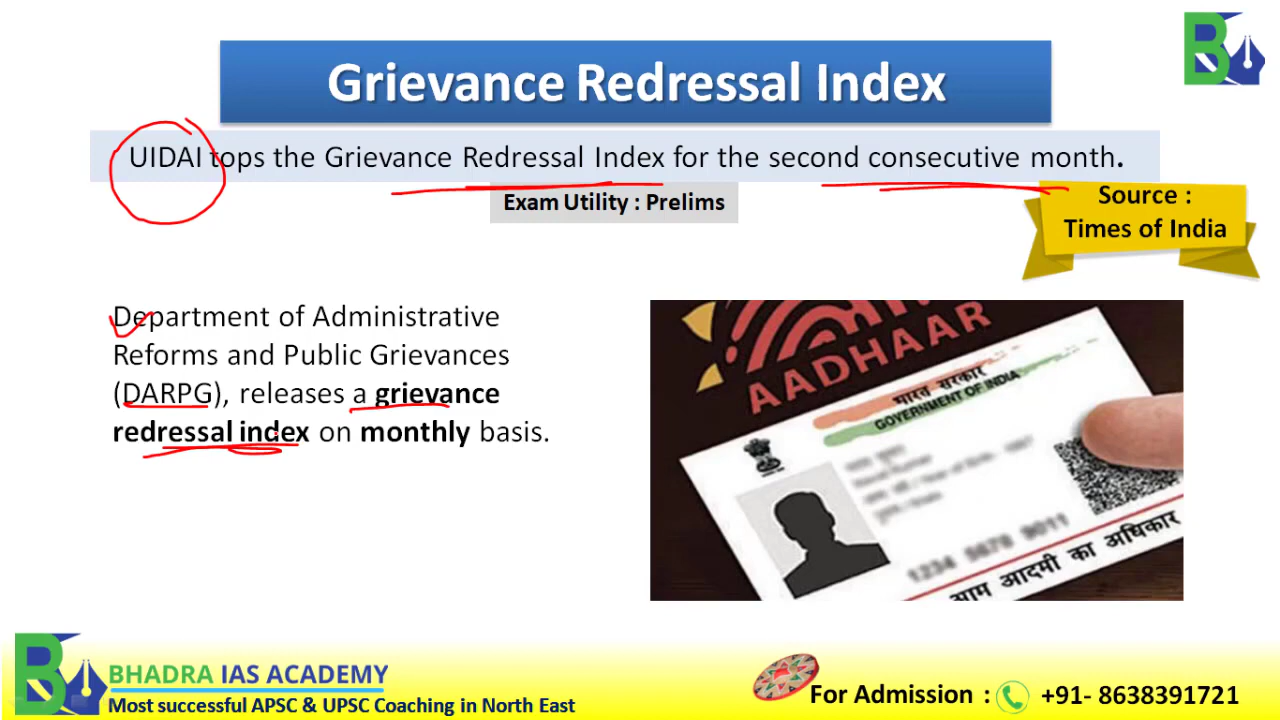 Grievance Redressal Index
UIDAI tops the Grievance Redressal Index for the second consecutive month.
Exam Utility : Prelims
Source :
Times of India
Department of Administrative
Reforms and Public Grievances
(DARPG), releases a grievance
redressal index on monthly basis.
AADHAAR
भारत सरकार
GOVERNMENT OF INDIA
1234 5678 9011
आम आदमी का अधिकार
BHADRA IAS ACADEMY
Most successful APSC & UPSC Coaching in North East
For Admission :
+91- 8638391721